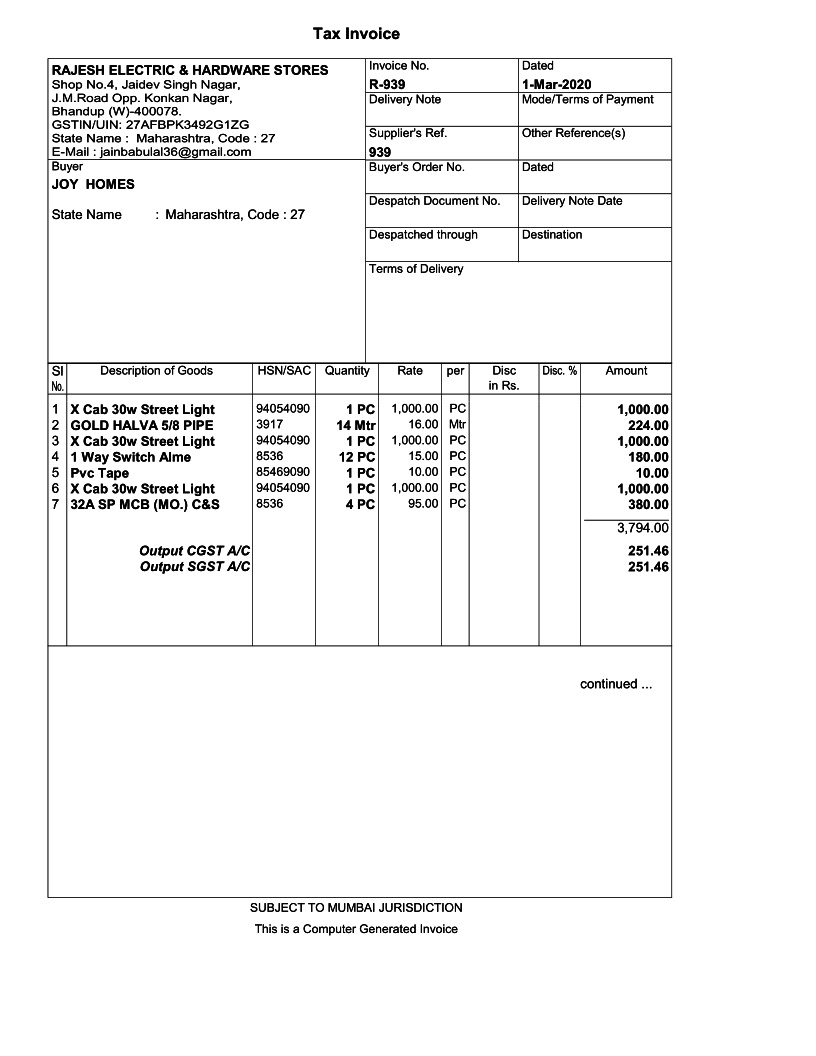 Tax Invoice
RAJESH ELECTRIC & HARDWARE STORES
Shop No.4, Jaidev Singh Nagar,
J.M.Road Opp. Konkan Nagar,
Bhandup (W)-400078.
GSTIN/UIN: 27AFBPK3492G1ZG
State Name : Maharashtra, Code : 27
E-Mail : jainbabulal36@gmail.com
Invoice No. Dated
R-939 1-Mar-2020
Delivery Note Mode/Terms of Payment
Supplier's Ref. Other Reference(s)
939
Buyer
JOY HOMES
State Name : Maharashtra, Code : 27
Buyer's Order No. Dated
Despatch Document No. Delivery Note Date
Despatched through Destination
Terms of Delivery
Sl Description of Goods HSN/SAC Quantity Rate per Disc Disc. % Amount
No. in Rs.
1 X Cab 30w Street Light 94054090 1 PC 1,000.00 PC 1,000.00
2 GOLD HALVA 5/8 PIPE 3917 14 Mtr 16.00 Mtr 224.00
3 X Cab 30w Street Light 94054090 1 PC 1,000.00 PC 1,000.00
4 1 Way Switch Alme 8536 12 PC 15.00 PC 180.00
5 Pvc Tape 85469090 1 PC 10.00 PC 10.00
6 X Cab 30w Street Light 94054090 1 PC 1,000.00 PC 1,000.00
7 32A SP MCB (MO.) C&S 8536 4 PC 95.00 PC 380.00
3,794.00
Output CGST A/C 251.46
Output SGST A/C 251.46
continued ...
SUBJECT TO MUMBAI JURISDICTION
This is a Computer Generated Invoice